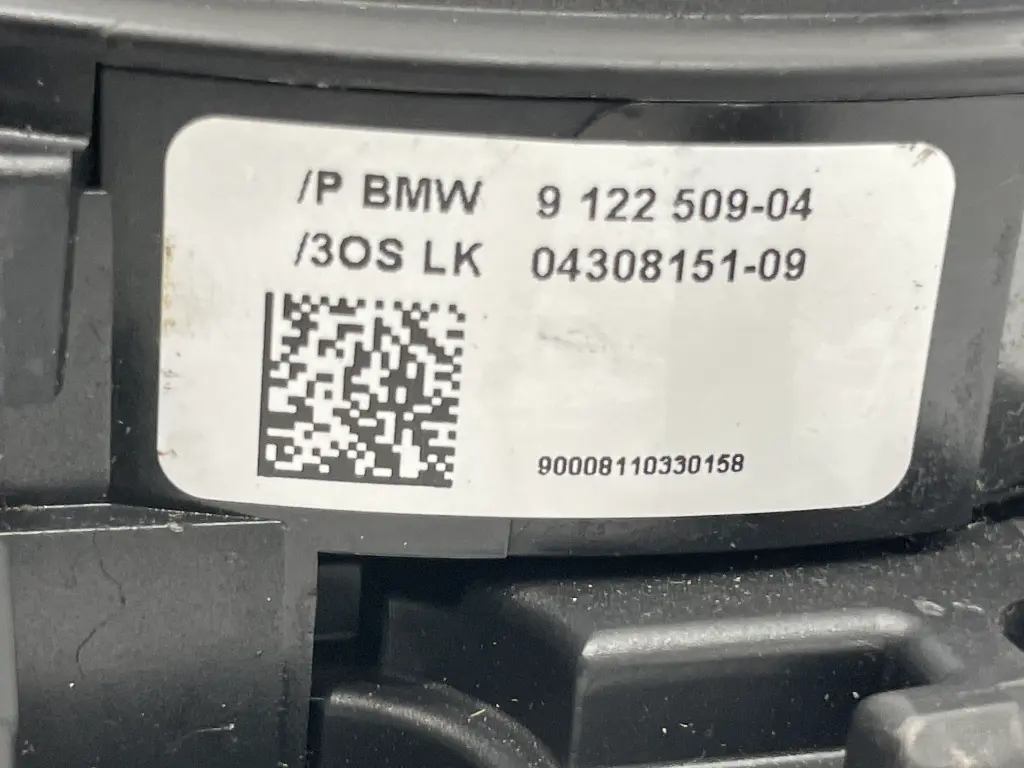 /P BMW 9 122 509-04
/3OS LK 04308151-09
90008110330158